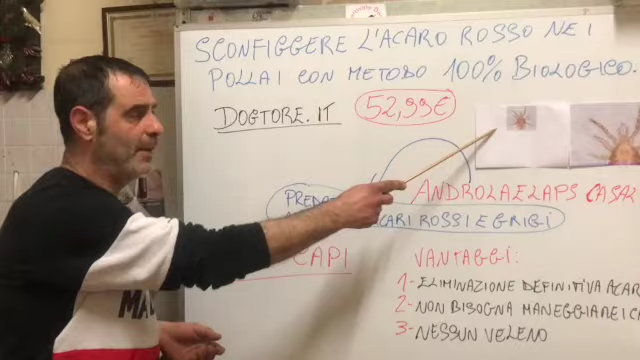 SCONFIGGERE L'ACARO ROSSO NEI
POLLAI CON METODO 100% BIOLOGICO.
DOGTORE.IT 52,99€
ANDROLAELAPS CASAL
ACARI ROSSI E GRIGI
CAPI
VANTAGGI:
1- ELIMINAZIONE DEFINITIVA ACAR
2- NON BISOGNA MANEGGIARE I CA
3- NESSUN VELENO